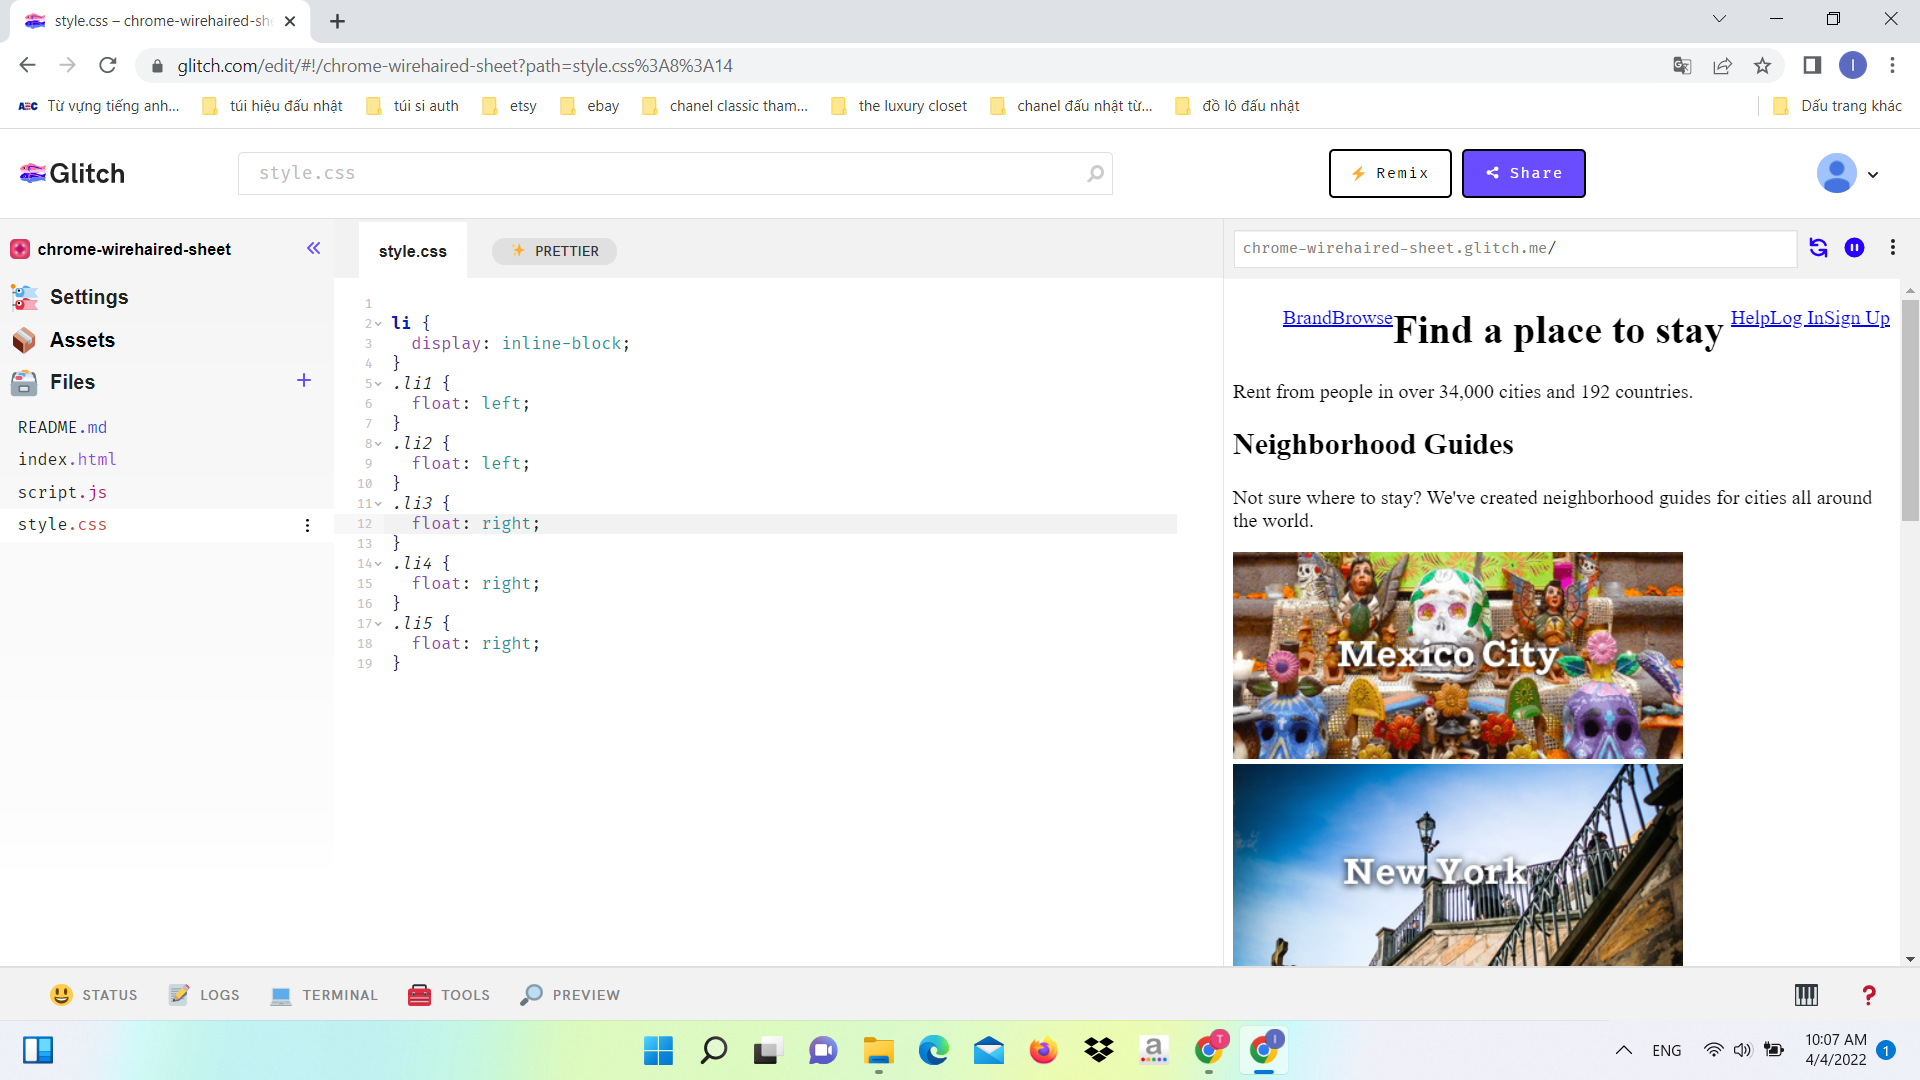 style.css – chrome-wirehaired-she
glitch.com/edit/#!/chrome-wirehaired-sheet?path=style.css%3A8%3A14
I
AEC Từ vựng tiếng anh...
túi hiệu đấu nhật
túi si auth
etsy
ebay
chanel classic tham...
the luxury closet
chanel đấu nhật từ...
đồ lô đấu nhật
Dấu trang khác
Glitch
style.css
Remix
Share
chrome-wirehaired-sheet
Settings
Assets
Files
README.md
index.html
script.js
style.css
style.css
PRETTIER
1
2 li {
3 display: inline-block;
4 }
5 .li1 {
6 float: left;
7 }
8 .li2 {
9 float: left;
10 }
11 .li3 {
12 float: right;
13 }
14 .li4 {
15 float: right;
16 }
17 .li5 {
18 float: right;
19 }
chrome-wirehaired-sheet.glitch.me/
BrandBrowse Find a place to stay HelpLog InSign Up
Rent from people in over 34,000 cities and 192 countries.
Neighborhood Guides
Not sure where to stay? We've created neighborhood guides for cities all around
the world.
Mexico City
New York
STATUS
LOGS
TERMINAL
TOOLS
PREVIEW
?
a
T
I
ENG
10:07 AM
4/4/2022
1